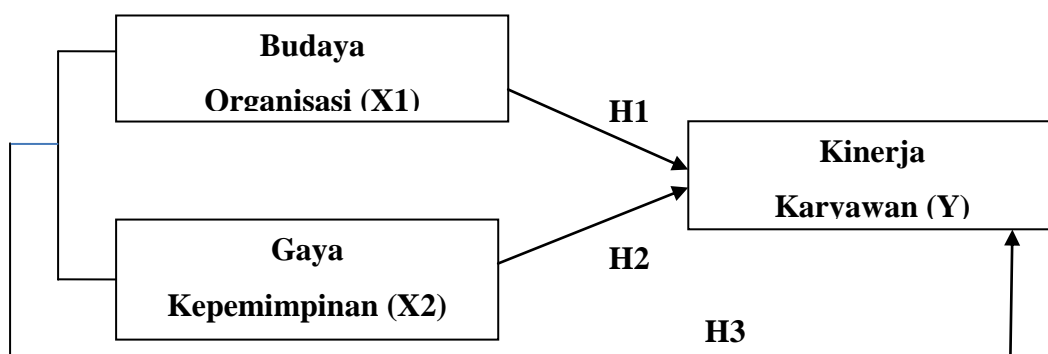 Budaya
Organisasi (X1)
H1
Kinerja
Karyawan (Y)
Gaya
Kepemimpinan (X2)
H2
H3